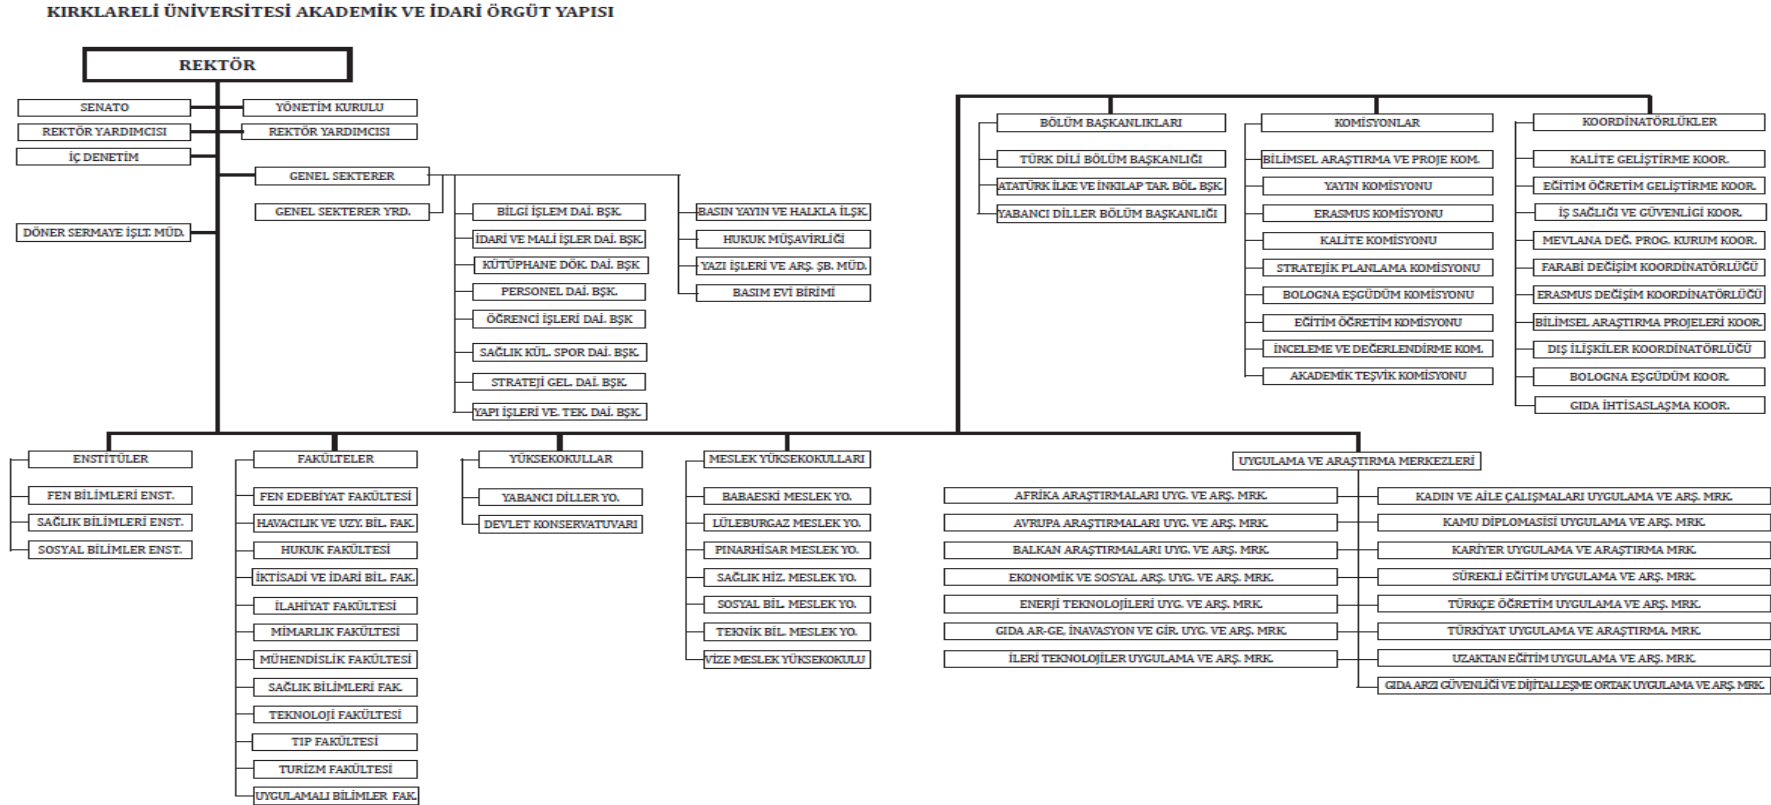 KIRKLARELİ ÜNİVERSİTESİ AKADEMİK VE İDARİ ÖRGÜT YAPISI
REKTÖR
SENATO
YÖNETİM KURULU
REKTÖR YARDIMCISI
REKTÖR YARDIMCISI
İÇ DENETİM
GENEL SEKTERER
GENEL SEKTERER YRD.
DÖNER SERMAYE İŞLT. MÜD.
BİLGİ İŞLEM DAİ. BŞK.
İDARİ VE MALİ İŞLER DAİ. BŞK.
KÜTÜPHANE DÖK. DAİ. BŞK
PERSONEL DAİ. BŞK.
ÖĞRENCİ İŞLERİ DAİ. BŞK
SAĞLIK KÜL. SPOR DAİ. BŞK.
STRATEJİ GEL. DAİ. BŞK.
YAPI İŞLERİ VE. TEK. DAİ. BŞK.
BASIN YAYIN VE HALKLA İLŞK.
HUKUK MÜŞAVİRLİĞİ
YAZI İŞLERİ VE ARŞ. ŞB. MÜD.
BASIM EVİ BİRİMİ
BÖLÜM BAŞKANLIKLARI
TÜRK DİLİ BÖLÜM BAŞKANLIĞI
ATATÜRK İLKE VE İNKILAP TAR. BÖL. BŞK.
YABANCI DİLLER BÖLÜM BAŞKANLIĞI
KOMİSYONLAR
BİLİMSEL ARAŞTIRMA VE PROJE KOM.
YAYIN KOMİSYONU
ERASMUS KOMİSYONU
KALİTE KOMİSYONU
STRATEJİK PLANLAMA KOMİSYONU
BOLOGNA EŞGÜDÜM KOMİSYONU
EĞİTİM ÖĞRETİM KOMİSYONU
İNCELEME VE DEĞERLENDİRME KOM.
AKADEMİK TEŞVİK KOMİSYONU
KOORDİNATÖRLÜKLER
KALİTE GELİŞTİRME KOOR.
EĞİTİM ÖĞRETİM GELİŞTİRME KOOR.
İŞ SAĞLIĞI VE GÜVENLİGİ KOOR.
MEVLANA DEĞ. PROG. KURUM KOOR.
FARABİ DEĞİŞİM KOORDİNATÖRLÜĞÜ
ERASMUS DEĞİŞİM KOORDİNATÖRLÜĞÜ
BİLİMSEL ARAŞTIRMA PROJELERİ KOOR.
DIŞ İLİŞKİLER KOORDİNATÖRLÜĞÜ
BOLOGNA EŞGÜDÜM KOOR.
GIDA İHTİSASLAŞMA KOOR.
ENSTİTÜLER
FEN BİLİMLERİ ENST.
SAĞLIK BİLİMLERİ ENST.
SOSYAL BİLİMLER ENST.
FAKÜLTELER
FEN EDEBİYAT FAKÜLTESİ
HAVACILIK VE UZY. BİL. FAK.
HUKUK FAKÜLTESİ
İKTİSADİ VE İDARİ BİL. FAK.
İLAHİYAT FAKÜLTESİ
MİMARLIK FAKÜLTESİ
MÜHENDİSLİK FAKÜLTESİ
SAĞLIK BİLİMLERİ FAK.
TEKNOLOJİ FAKÜLTESİ
TIP FAKÜLTESİ
TURİZM FAKÜLTESİ
UYGULAMALI BİLİMLER FAK.
YÜKSEKOKULLAR
YABANCI DİLLER YO.
DEVLET KONSERVATUVARI
MESLEK YÜKSEKOKULLARI
BABAESKİ MESLEK YO.
LÜLEBURGAZ MESLEK YO.
PINARHİSAR MESLEK YO.
SAĞLIK HİZ. MESLEK YO.
SOSYAL BİL. MESLEK YO.
TEKNİK BİL. MESLEK YO.
VİZE MESLEK YÜKSEKOKULU
UYGULAMA VE ARAŞTIRMA MERKEZLERİ
AFRİKA ARAŞTIRMALARI UYG. VE ARŞ. MRK.
AVRUPA ARAŞTIRMALARI UYG. VE ARŞ. MRK.
BALKAN ARAŞTIRMALARI UYG. VE ARŞ. MRK.
EKONOMİK VE SOSYAL ARŞ. UYG. VE ARŞ. MRK.
ENERJİ TEKNOLOJİLERİ UYG. VE ARŞ. MRK.
GIDA AR-GE, İNAVASYON VE GİR. UYG. VE ARŞ. MRK.
İLERİ TEKNOLOJİLER UYGULAMA VE ARŞ. MRK.
KADIN VE AİLE ÇALIŞMALARI UYGULAMA VE ARŞ. MRK.
KAMU DİPLOMASİSİ UYGULAMA VE ARŞ. MRK.
KARİYER UYGULAMA VE ARAŞTIRMA MRK.
SÜREKLİ EĞİTİM UYGULAMA VE ARŞ. MRK.
TÜRKÇE ÖĞRETİM UYGULAMA VE ARŞ. MRK.
TÜRKİYAT UYGULAMA VE ARAŞTIRMA. MRK.
UZAKTAN EĞİTİM UYGULAMA VE ARŞ. MRK.
GIDA ARZI GÜVENLİĞİ VE DİJİTALLEŞME ORTAK UYGULAMA VE ARŞ. MRK.